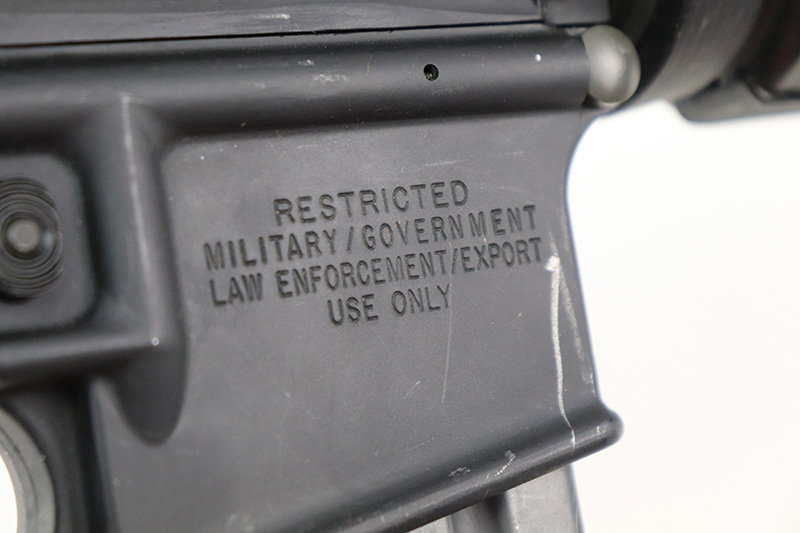 RESTRICTED
MILITARY/GOVERNMENT
LAW ENFORCEMENT/EXPORT
USE ONLY